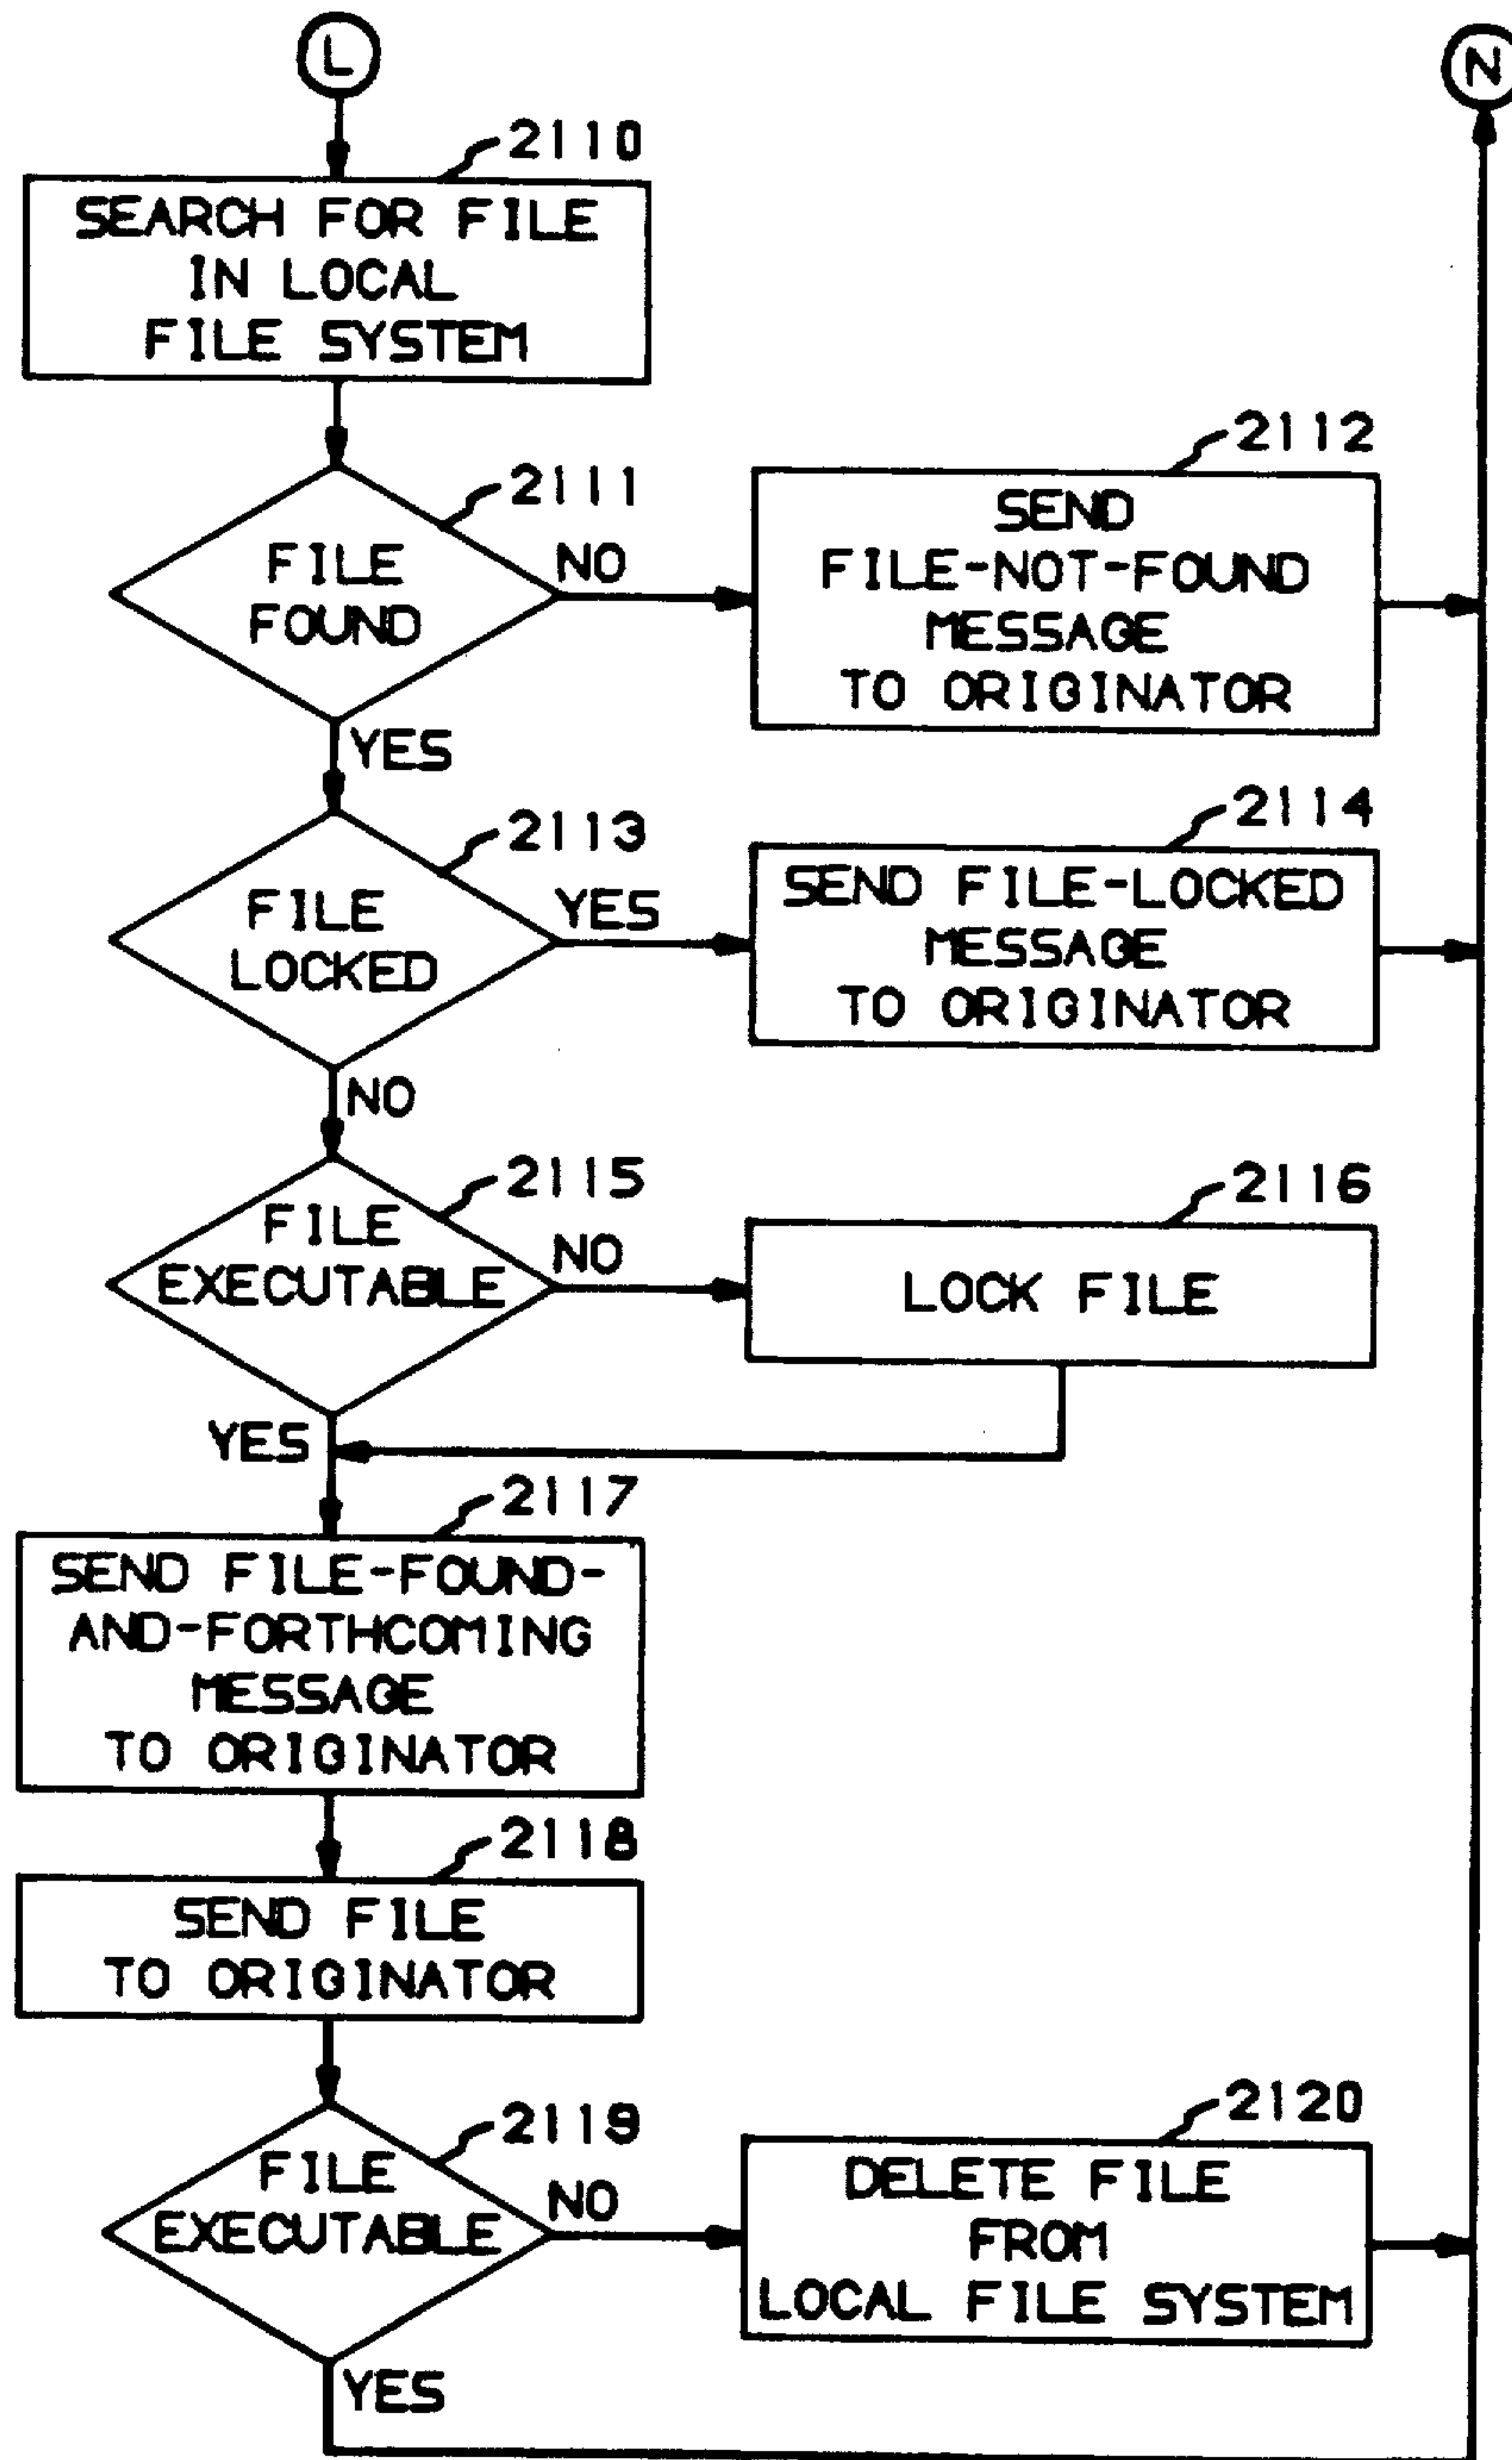 L
N
2110
SEARCH FOR FILE
IN LOCAL
FILE SYSTEM
2111
FILE
FOUND
NO
YES
2112
SEND
FILE-NOT-FOUND
MESSAGE
TO ORIGINATOR
2113
FILE
LOCKED
YES
NO
2114
SEND FILE-LOCKED
MESSAGE
TO ORIGINATOR
2115
FILE
EXECUTABLE
NO
YES
2116
LOCK FILE
2117
SEND FILE-FOUND-
AND-FORTHCOMING
MESSAGE
TO ORIGINATOR
2118
SEND FILE
TO ORIGINATOR
2119
FILE
EXECUTABLE
NO
YES
2120
DELETE FILE
FROM
LOCAL FILE SYSTEM